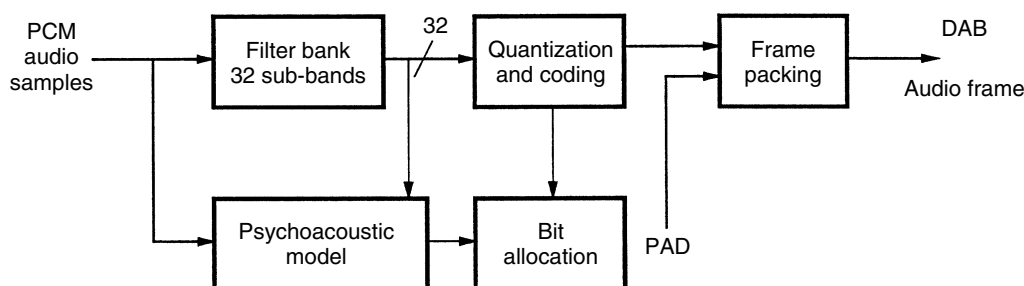 PCM
audio
samples
Filter bank
32 sub-bands
32
Quantization
and coding
Frame
packing
DAB
Audio frame
Psychoacoustic
model
Bit
allocation
PAD